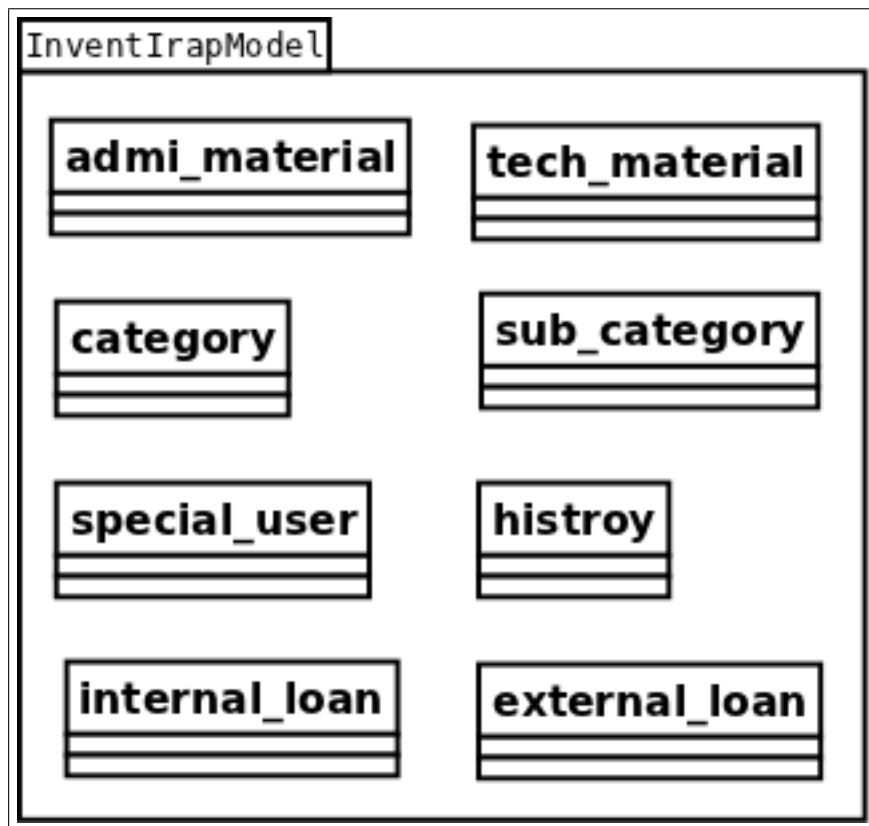 InventIrapModel
admi_material
tech_material
category
sub_category
special_user
histroy
internal_loan
external_loan